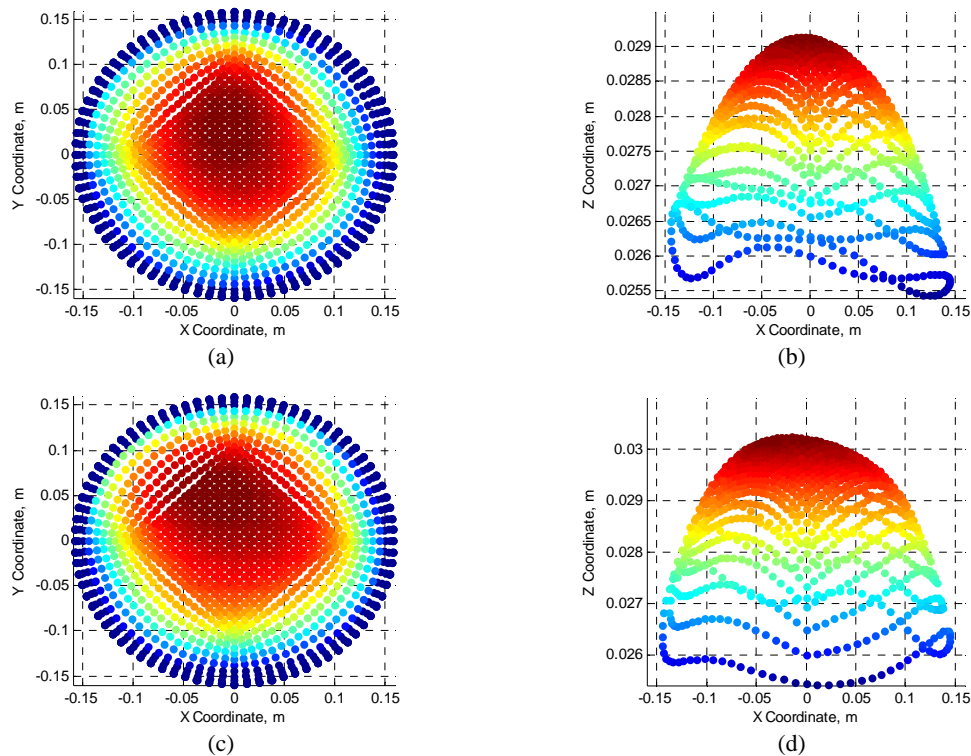 0.15
0.1
0.05
0
-0.05
-0.1
-0.15
Y Coordinate, m
-0.15 -0.1 -0.05 0 0.05 0.1 0.15
X Coordinate, m
(a)
0.029
0.0285
0.028
0.0275
0.027
0.0265
0.026
0.0255
Z Coordinate, m
-0.15 -0.1 -0.05 0 0.05 0.1 0.15
X Coordinate, m
(b)
0.15
0.1
0.05
0
-0.05
-0.1
-0.15
Y Coordinate, m
-0.15 -0.1 -0.05 0 0.05 0.1 0.15
X Coordinate, m
(c)
0.03
0.029
0.028
0.027
0.026
Z Coordinate, m
-0.15 -0.1 -0.05 0 0.05 0.1 0.15
X Coordinate, m
(d)